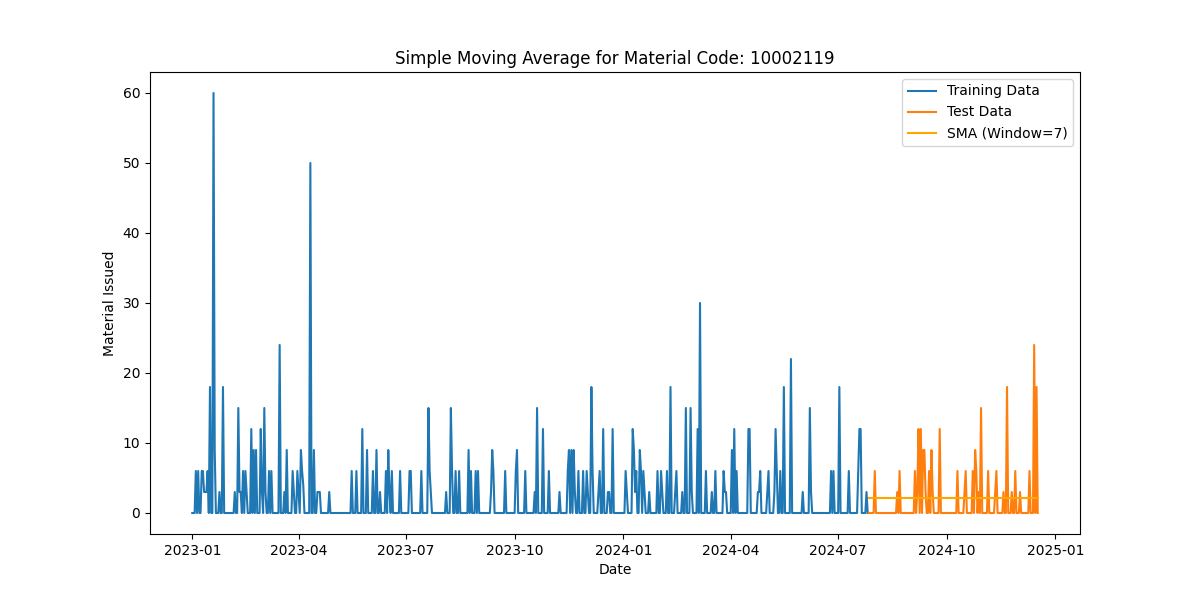 Simple Moving Average for Material Code: 10002119
Training Data
Test Data
SMA (Window=7)
Material Issued
60
50
40
30
20
10
0
2023-01 2023-04 2023-07 2023-10 2024-01 2024-04 2024-07 2024-10 2025-01
Date